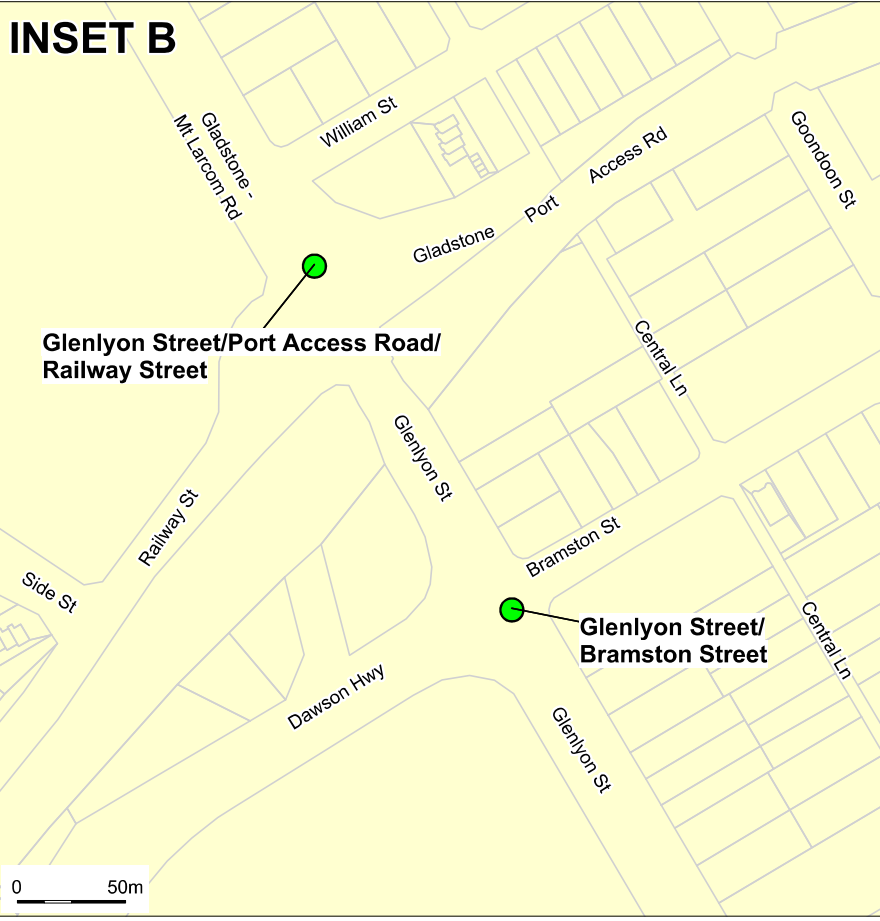 INSET B
William St
Gladstone -
Mt Larcom Rd
Goondoon St
Gladstone Port Access Rd
Glenlyon Street/Port Access Road/
Railway Street
Central Ln
Glenlyon St
Railway St
Bramston St
Side St
Glenlyon Street/
Bramston Street
Central Ln
Dawson Hwy
Glenlyon St
0 50m